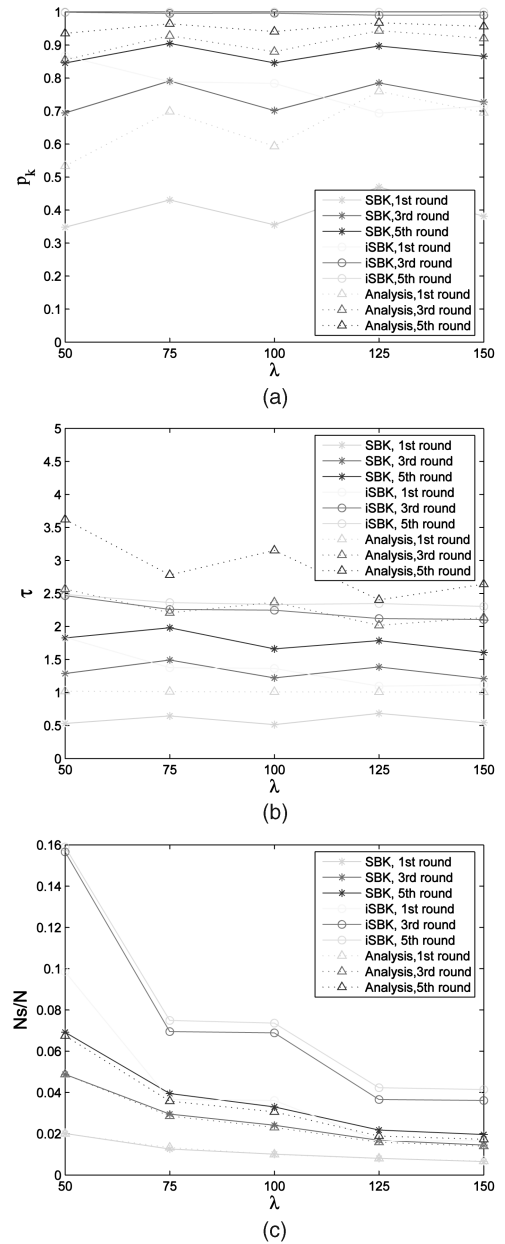 1
0.9
0.8
0.7
0.6
0.5
0.4
0.3
0.2
0.1
0
pk
SBK,1st round
SBK,3rd round
SBK,5th round
iSBK,1st round
iSBK,3rd round
iSBK,5th round
Analysis,1st round
Analysis,3rd round
Analysis,5th round
50 75 100 125 150
λ
(a)
5
4.5
4
3.5
3
2.5
2
1.5
1
0.5
0
τ
SBK, 1st round
SBK, 3rd round
SBK, 5th round
iSBK, 1st round
iSBK, 3rd round
iSBK, 5th round
Analysis,1st round
Analysis,3rd round
Analysis,5th round
50 75 100 125 150
λ
(b)
0.16
0.14
0.12
0.1
0.08
0.06
0.04
0.02
0
Ns/N
SBK, 1st round
SBK, 3rd round
SBK, 5th round
iSBK, 1st round
iSBK, 3rd round
iSBK, 5th round
Analysis,1st round
Analysis,3rd round
Analysis,5th round
50 75 100 125 150
λ
(c)